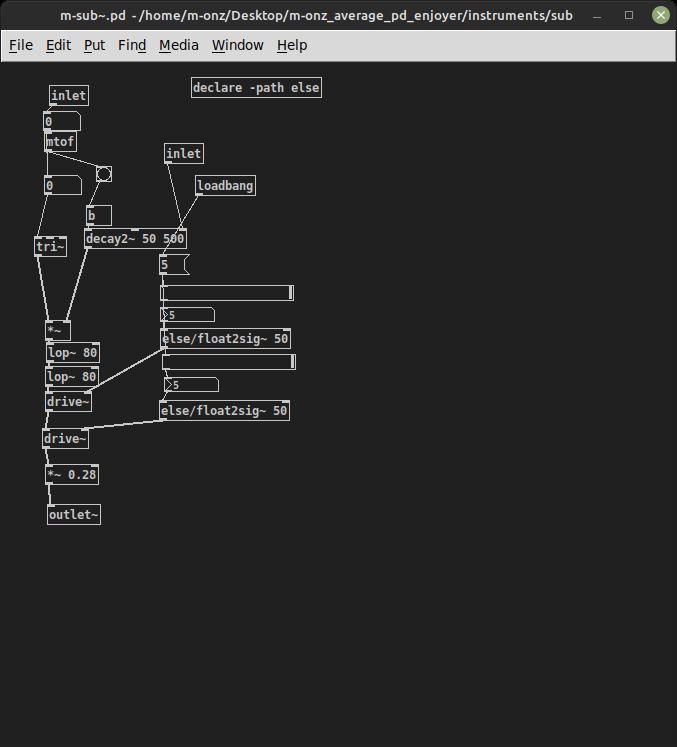 m-sub~.pd - /home/m-onz/Desktop/m-onz_average_pd_enjoyer/instruments/sub
File Edit Put Find Media Window Help
declare -path else
inlet
0
mtof
inlet
0
loadbang
b
decay2~ 50 500
tri~
5
5
*~
else/float2sig~ 50
lop~ 80
lop~ 80
5
drive~
else/float2sig~ 50
drive~
*~ 0.28
outlet~